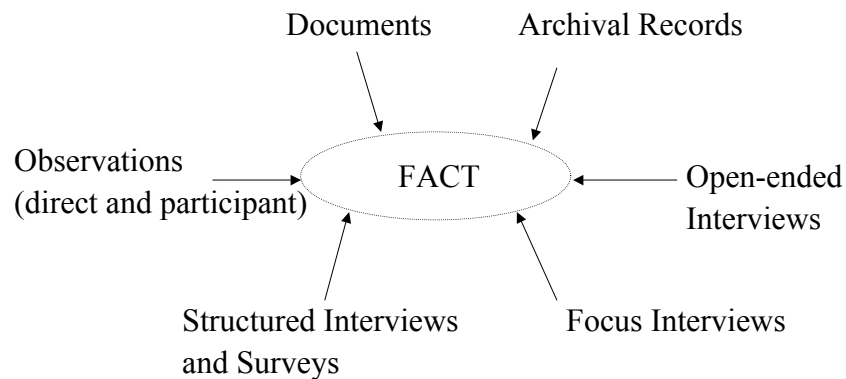 Documents
Archival Records
Observations
(direct and participant)
FACT
Open-ended
Interviews
Structured Interviews
and Surveys
Focus Interviews